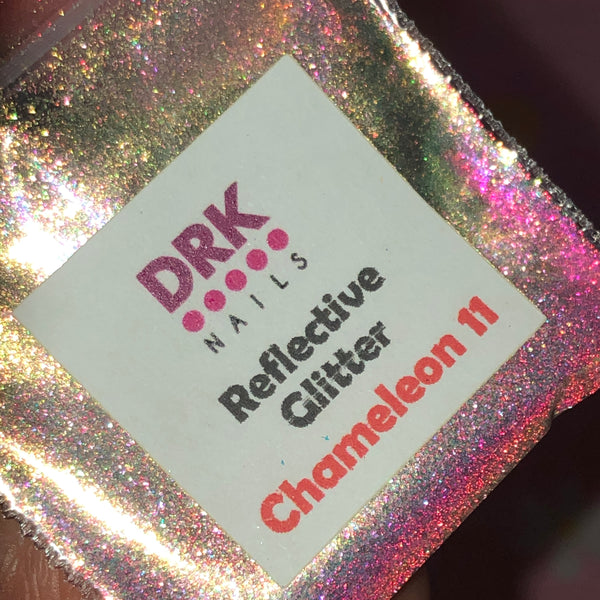 DRK
NAILS
Reflective
Glitter
Chameleon 11